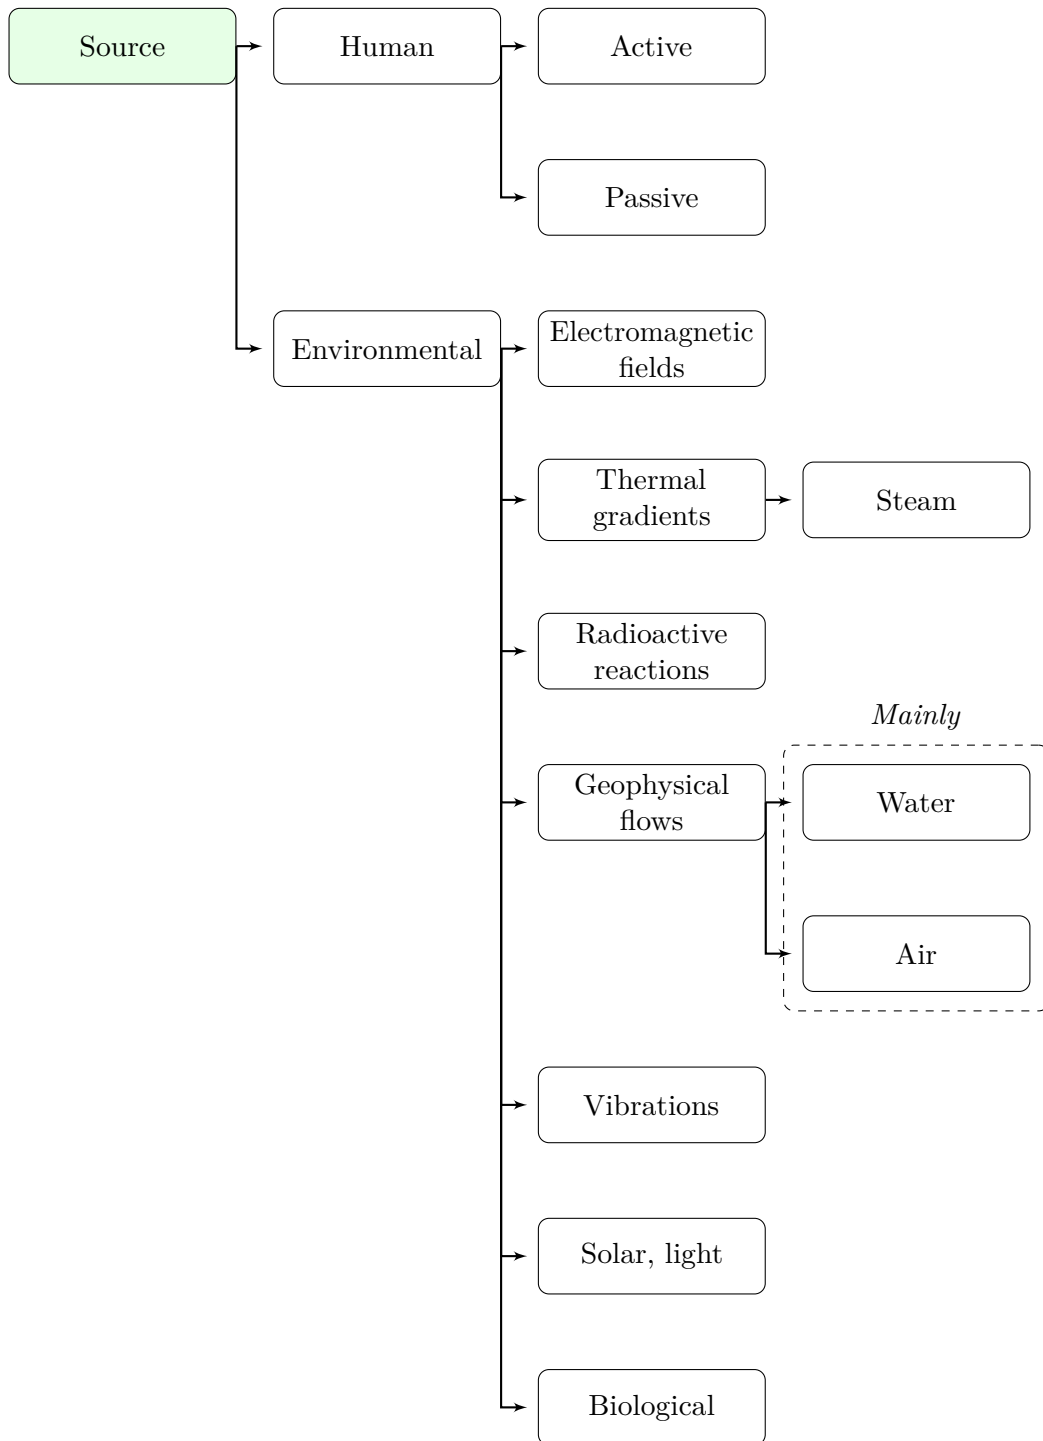 Source
Human
Active
Passive
Environmental
Electromagnetic
fields
Thermal
gradients
Steam
Radioactive
reactions
Mainly
Geophysical
flows
Water
Air
Vibrations
Solar, light
Biological